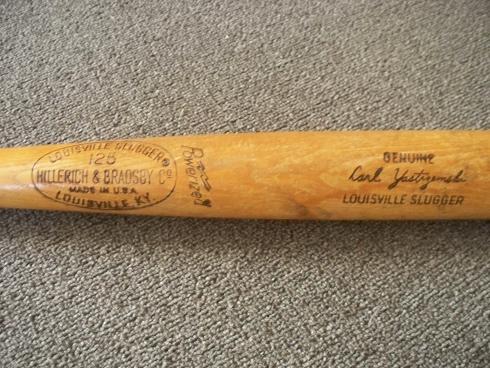 LOUISVILLE SLUGGER®
125
HILLERICH & BRADSBY Co
MADE IN U.S.A.
LOUISVILLE, KY.
Powerized
GENUINE
Carl Yastrzemski
LOUISVILLE SLUGGER